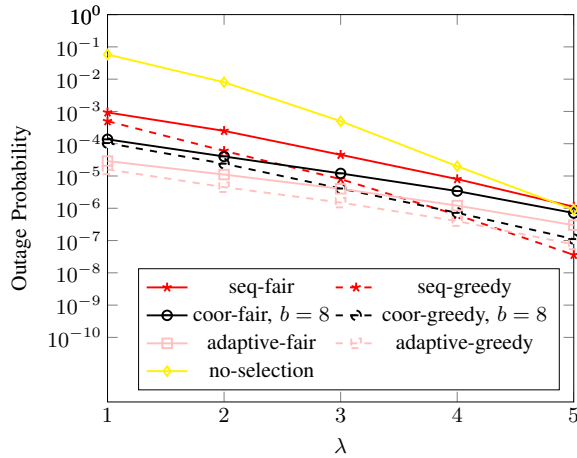 10^0
10^-1
10^-2
10^-3
10^-4
10^-5
10^-6
10^-7
10^-8
10^-9
10^-10
Outage Probability
seq-fair seq-greedy
coor-fair, b = 8 coor-greedy, b = 8
adaptive-fair adaptive-greedy
no-selection
1 2 3 4 5
λ